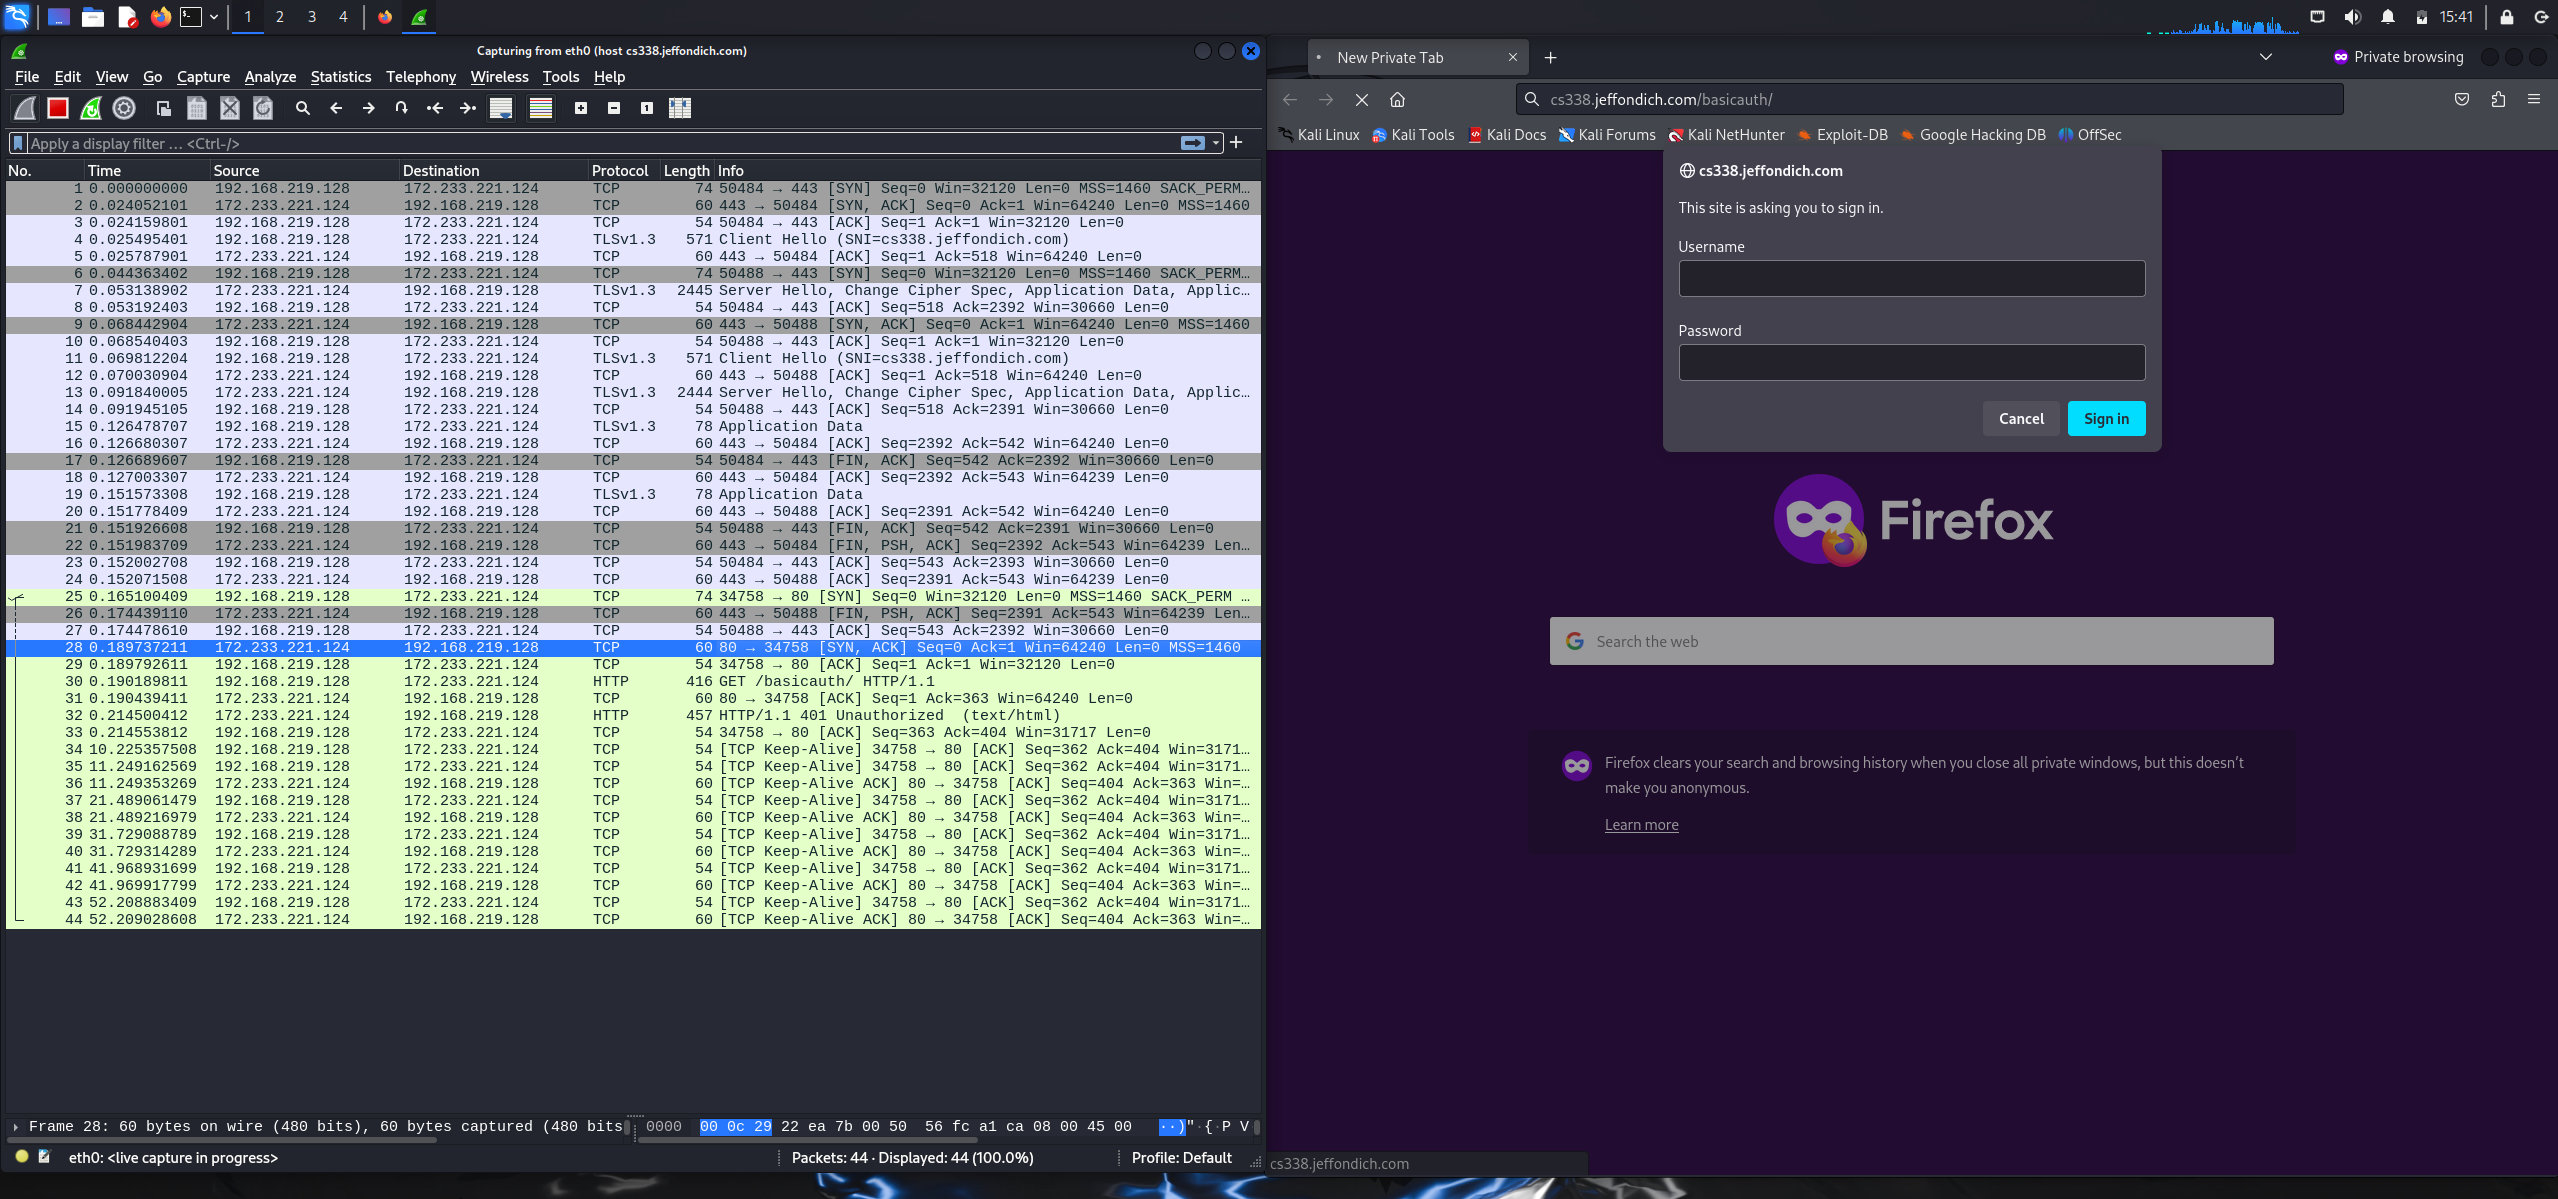 1 2 3 4
15:41
Capturing from eth0 (host cs338.jeffondich.com)
File Edit View Go Capture Analyze Statistics Telephony Wireless Tools Help
Apply a display filter … <Ctrl-/>
No. Time Source Destination Protocol Length Info
1 0.000000000 192.168.219.128 172.233.221.124 TCP 74 50484 → 443 [SYN] Seq=0 Win=32120 Len=0 MSS=1460 SACK_PERM…
2 0.024052101 172.233.221.124 192.168.219.128 TCP 60 443 → 50484 [SYN, ACK] Seq=0 Ack=1 Win=64240 Len=0 MSS=1460
3 0.024159801 192.168.219.128 172.233.221.124 TCP 54 50484 → 443 [ACK] Seq=1 Ack=1 Win=32120 Len=0
4 0.025495401 192.168.219.128 172.233.221.124 TLSv1.3 571 Client Hello (SNI=cs338.jeffondich.com)
5 0.025787901 172.233.221.124 192.168.219.128 TCP 60 443 → 50484 [ACK] Seq=1 Ack=518 Win=64240 Len=0
6 0.044363402 192.168.219.128 172.233.221.124 TCP 74 50488 → 443 [SYN] Seq=0 Win=32120 Len=0 MSS=1460 SACK_PERM…
7 0.053138902 172.233.221.124 192.168.219.128 TLSv1.3 2445 Server Hello, Change Cipher Spec, Application Data, Applic…
8 0.053192403 192.168.219.128 172.233.221.124 TCP 54 50484 → 443 [ACK] Seq=518 Ack=2392 Win=30660 Len=0
9 0.068442904 172.233.221.124 192.168.219.128 TCP 60 443 → 50488 [SYN, ACK] Seq=0 Ack=1 Win=64240 Len=0 MSS=1460
10 0.068540403 192.168.219.128 172.233.221.124 TCP 54 50488 → 443 [ACK] Seq=1 Ack=1 Win=32120 Len=0
11 0.069812204 192.168.219.128 172.233.221.124 TLSv1.3 571 Client Hello (SNI=cs338.jeffondich.com)
12 0.070030904 172.233.221.124 192.168.219.128 TCP 60 443 → 50488 [ACK] Seq=1 Ack=518 Win=64240 Len=0
13 0.091840005 172.233.221.124 192.168.219.128 TLSv1.3 2444 Server Hello, Change Cipher Spec, Application Data, Applic…
14 0.091945105 192.168.219.128 172.233.221.124 TCP 54 50488 → 443 [ACK] Seq=518 Ack=2391 Win=30660 Len=0
15 0.126478707 192.168.219.128 172.233.221.124 TLSv1.3 78 Application Data
16 0.126680307 172.233.221.124 192.168.219.128 TCP 60 443 → 50484 [ACK] Seq=2392 Ack=542 Win=64240 Len=0
17 0.126689607 192.168.219.128 172.233.221.124 TCP 54 50484 → 443 [FIN, ACK] Seq=542 Ack=2392 Win=30660 Len=0
18 0.127003307 172.233.221.124 192.168.219.128 TCP 60 443 → 50484 [ACK] Seq=2392 Ack=543 Win=64239 Len=0
19 0.151573308 192.168.219.128 172.233.221.124 TLSv1.3 78 Application Data
20 0.151778409 172.233.221.124 192.168.219.128 TCP 60 443 → 50488 [ACK] Seq=2391 Ack=542 Win=64240 Len=0
21 0.151926608 192.168.219.128 172.233.221.124 TCP 54 50488 → 443 [FIN, ACK] Seq=542 Ack=2391 Win=30660 Len=0
22 0.151983709 172.233.221.124 192.168.219.128 TCP 60 443 → 50484 [FIN, PSH, ACK] Seq=2392 Ack=543 Win=64239 Len…
23 0.152002708 192.168.219.128 172.233.221.124 TCP 54 50484 → 443 [ACK] Seq=543 Ack=2393 Win=30660 Len=0
24 0.152071508 172.233.221.124 192.168.219.128 TCP 60 443 → 50488 [ACK] Seq=2391 Ack=543 Win=64239 Len=0
25 0.165100409 192.168.219.128 172.233.221.124 TCP 74 34758 → 80 [SYN] Seq=0 Win=32120 Len=0 MSS=1460 SACK_PERM …
26 0.174439110 172.233.221.124 192.168.219.128 TCP 60 443 → 50488 [FIN, PSH, ACK] Seq=2391 Ack=543 Win=64239 Len…
27 0.174478610 192.168.219.128 172.233.221.124 TCP 54 50488 → 443 [ACK] Seq=543 Ack=2392 Win=30660 Len=0
28 0.189737211 172.233.221.124 192.168.219.128 TCP 60 80 → 34758 [SYN, ACK] Seq=0 Ack=1 Win=64240 Len=0 MSS=1460
29 0.189792611 192.168.219.128 172.233.221.124 TCP 54 34758 → 80 [ACK] Seq=1 Ack=1 Win=32120 Len=0
30 0.190189811 192.168.219.128 172.233.221.124 HTTP 416 GET /basicauth/ HTTP/1.1
31 0.190439411 172.233.221.124 192.168.219.128 TCP 60 80 → 34758 [ACK] Seq=1 Ack=363 Win=64240 Len=0
32 0.214500412 172.233.221.124 192.168.219.128 HTTP 457 HTTP/1.1 401 Unauthorized (text/html)
33 0.214553812 192.168.219.128 172.233.221.124 TCP 54 34758 → 80 [ACK] Seq=363 Ack=404 Win=31717 Len=0
34 10.225357508 192.168.219.128 172.233.221.124 TCP 54 [TCP Keep-Alive] 34758 → 80 [ACK] Seq=362 Ack=404 Win=3171…
35 11.249162569 192.168.219.128 172.233.221.124 TCP 54 [TCP Keep-Alive] 34758 → 80 [ACK] Seq=362 Ack=404 Win=3171…
36 11.249353269 172.233.221.124 192.168.219.128 TCP 60 [TCP Keep-Alive ACK] 80 → 34758 [ACK] Seq=404 Ack=363 Win=…
37 21.489061479 192.168.219.128 172.233.221.124 TCP 54 [TCP Keep-Alive] 34758 → 80 [ACK] Seq=362 Ack=404 Win=3171…
38 21.489216979 172.233.221.124 192.168.219.128 TCP 60 [TCP Keep-Alive ACK] 80 → 34758 [ACK] Seq=404 Ack=363 Win=…
39 31.729088789 192.168.219.128 172.233.221.124 TCP 54 [TCP Keep-Alive] 34758 → 80 [ACK] Seq=362 Ack=404 Win=3171…
40 31.729314289 172.233.221.124 192.168.219.128 TCP 60 [TCP Keep-Alive ACK] 80 → 34758 [ACK] Seq=404 Ack=363 Win=…
41 41.968931699 192.168.219.128 172.233.221.124 TCP 54 [TCP Keep-Alive] 34758 → 80 [ACK] Seq=362 Ack=404 Win=3171…
42 41.969917799 172.233.221.124 192.168.219.128 TCP 60 [TCP Keep-Alive ACK] 80 → 34758 [ACK] Seq=404 Ack=363 Win=…
43 52.208883409 192.168.219.128 172.233.221.124 TCP 54 [TCP Keep-Alive] 34758 → 80 [ACK] Seq=362 Ack=404 Win=3171…
44 52.209028608 172.233.221.124 192.168.219.128 TCP 60 [TCP Keep-Alive ACK] 80 → 34758 [ACK] Seq=404 Ack=363 Win=…
Frame 28: 60 bytes on wire (480 bits), 60 bytes captured (480 bits
0000 00 0c 29 22 ea 7b 00 50 56 fc a1 ca 08 00 45 00 ··)"·{·P V
eth0: <live capture in progress>
Packets: 44 · Displayed: 44 (100.0%)
Profile: Default
New Private Tab
Private browsing
cs338.jeffondich.com/basicauth/
Kali Linux Kali Tools Kali Docs Kali Forums Kali NetHunter Exploit-DB Google Hacking DB OffSec
cs338.jeffondich.com
This site is asking you to sign in.
Username
Password
Cancel Sign in
Firefox
Search the web
Firefox clears your search and browsing history when you close all private windows, but this doesn't
make you anonymous.
Learn more
cs338.jeffondich.com